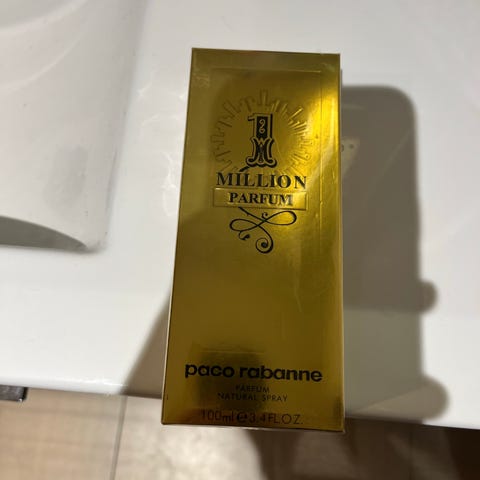 1
MILLION
PARFUM
paco rabanne
PARFUM
NATURAL SPRAY
100ml ℮ 3.4 FL.OZ.